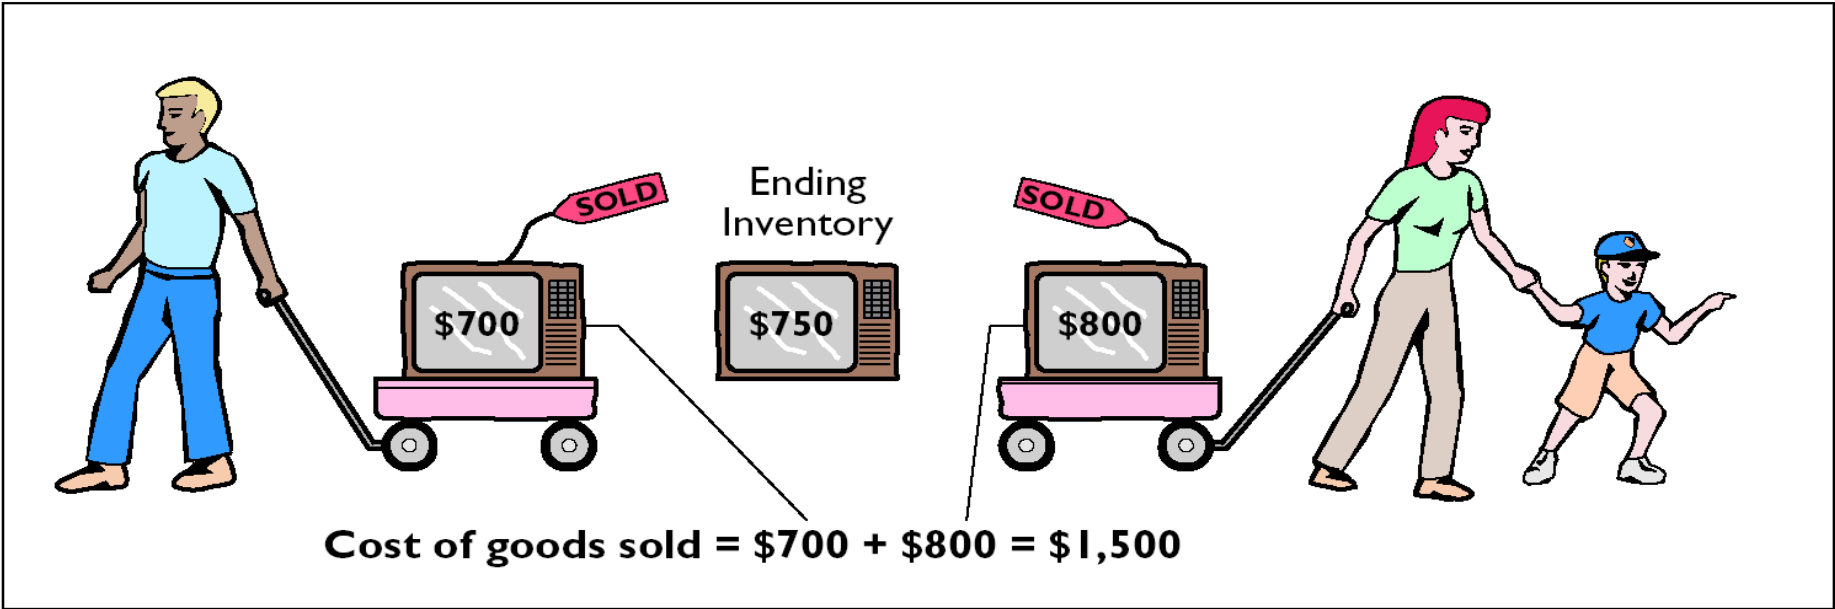 Ending
Inventory
SOLD
SOLD
$700
$750
$800
Cost of goods sold = $700 + $800 = $1,500